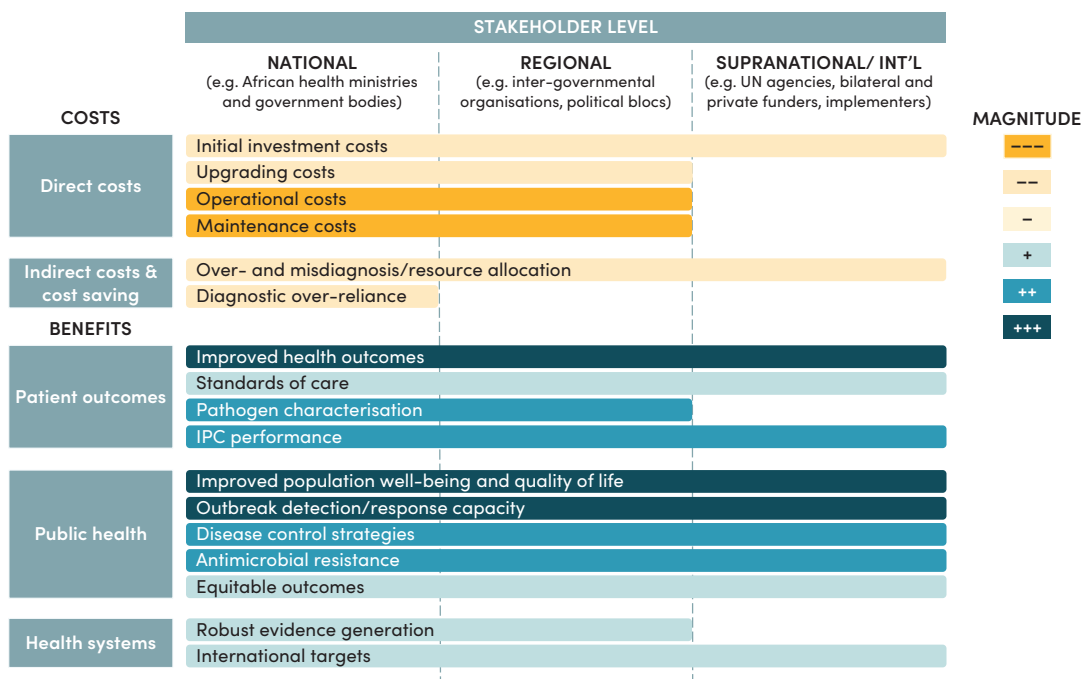 STAKEHOLDER LEVEL
NATIONAL
(e.g. African health ministries
and government bodies)
REGIONAL
(e.g. inter-governmental
organisations, political blocs)
SUPRANATIONAL/ INT'L
(e.g. UN agencies, bilateral and
private funders, implementers)
COSTS
MAGNITUDE
Direct costs
Initial investment costs
Upgrading costs
Operational costs
Maintenance costs
Indirect costs &
cost saving
Over- and misdiagnosis/resource allocation
Diagnostic over-reliance
−−−
−−
−
+
++
+++
BENEFITS
Patient outcomes
Improved health outcomes
Standards of care
Pathogen characterisation
IPC performance
Public health
Improved population well-being and quality of life
Outbreak detection/response capacity
Disease control strategies
Antimicrobial resistance
Equitable outcomes
Health systems
Robust evidence generation
International targets